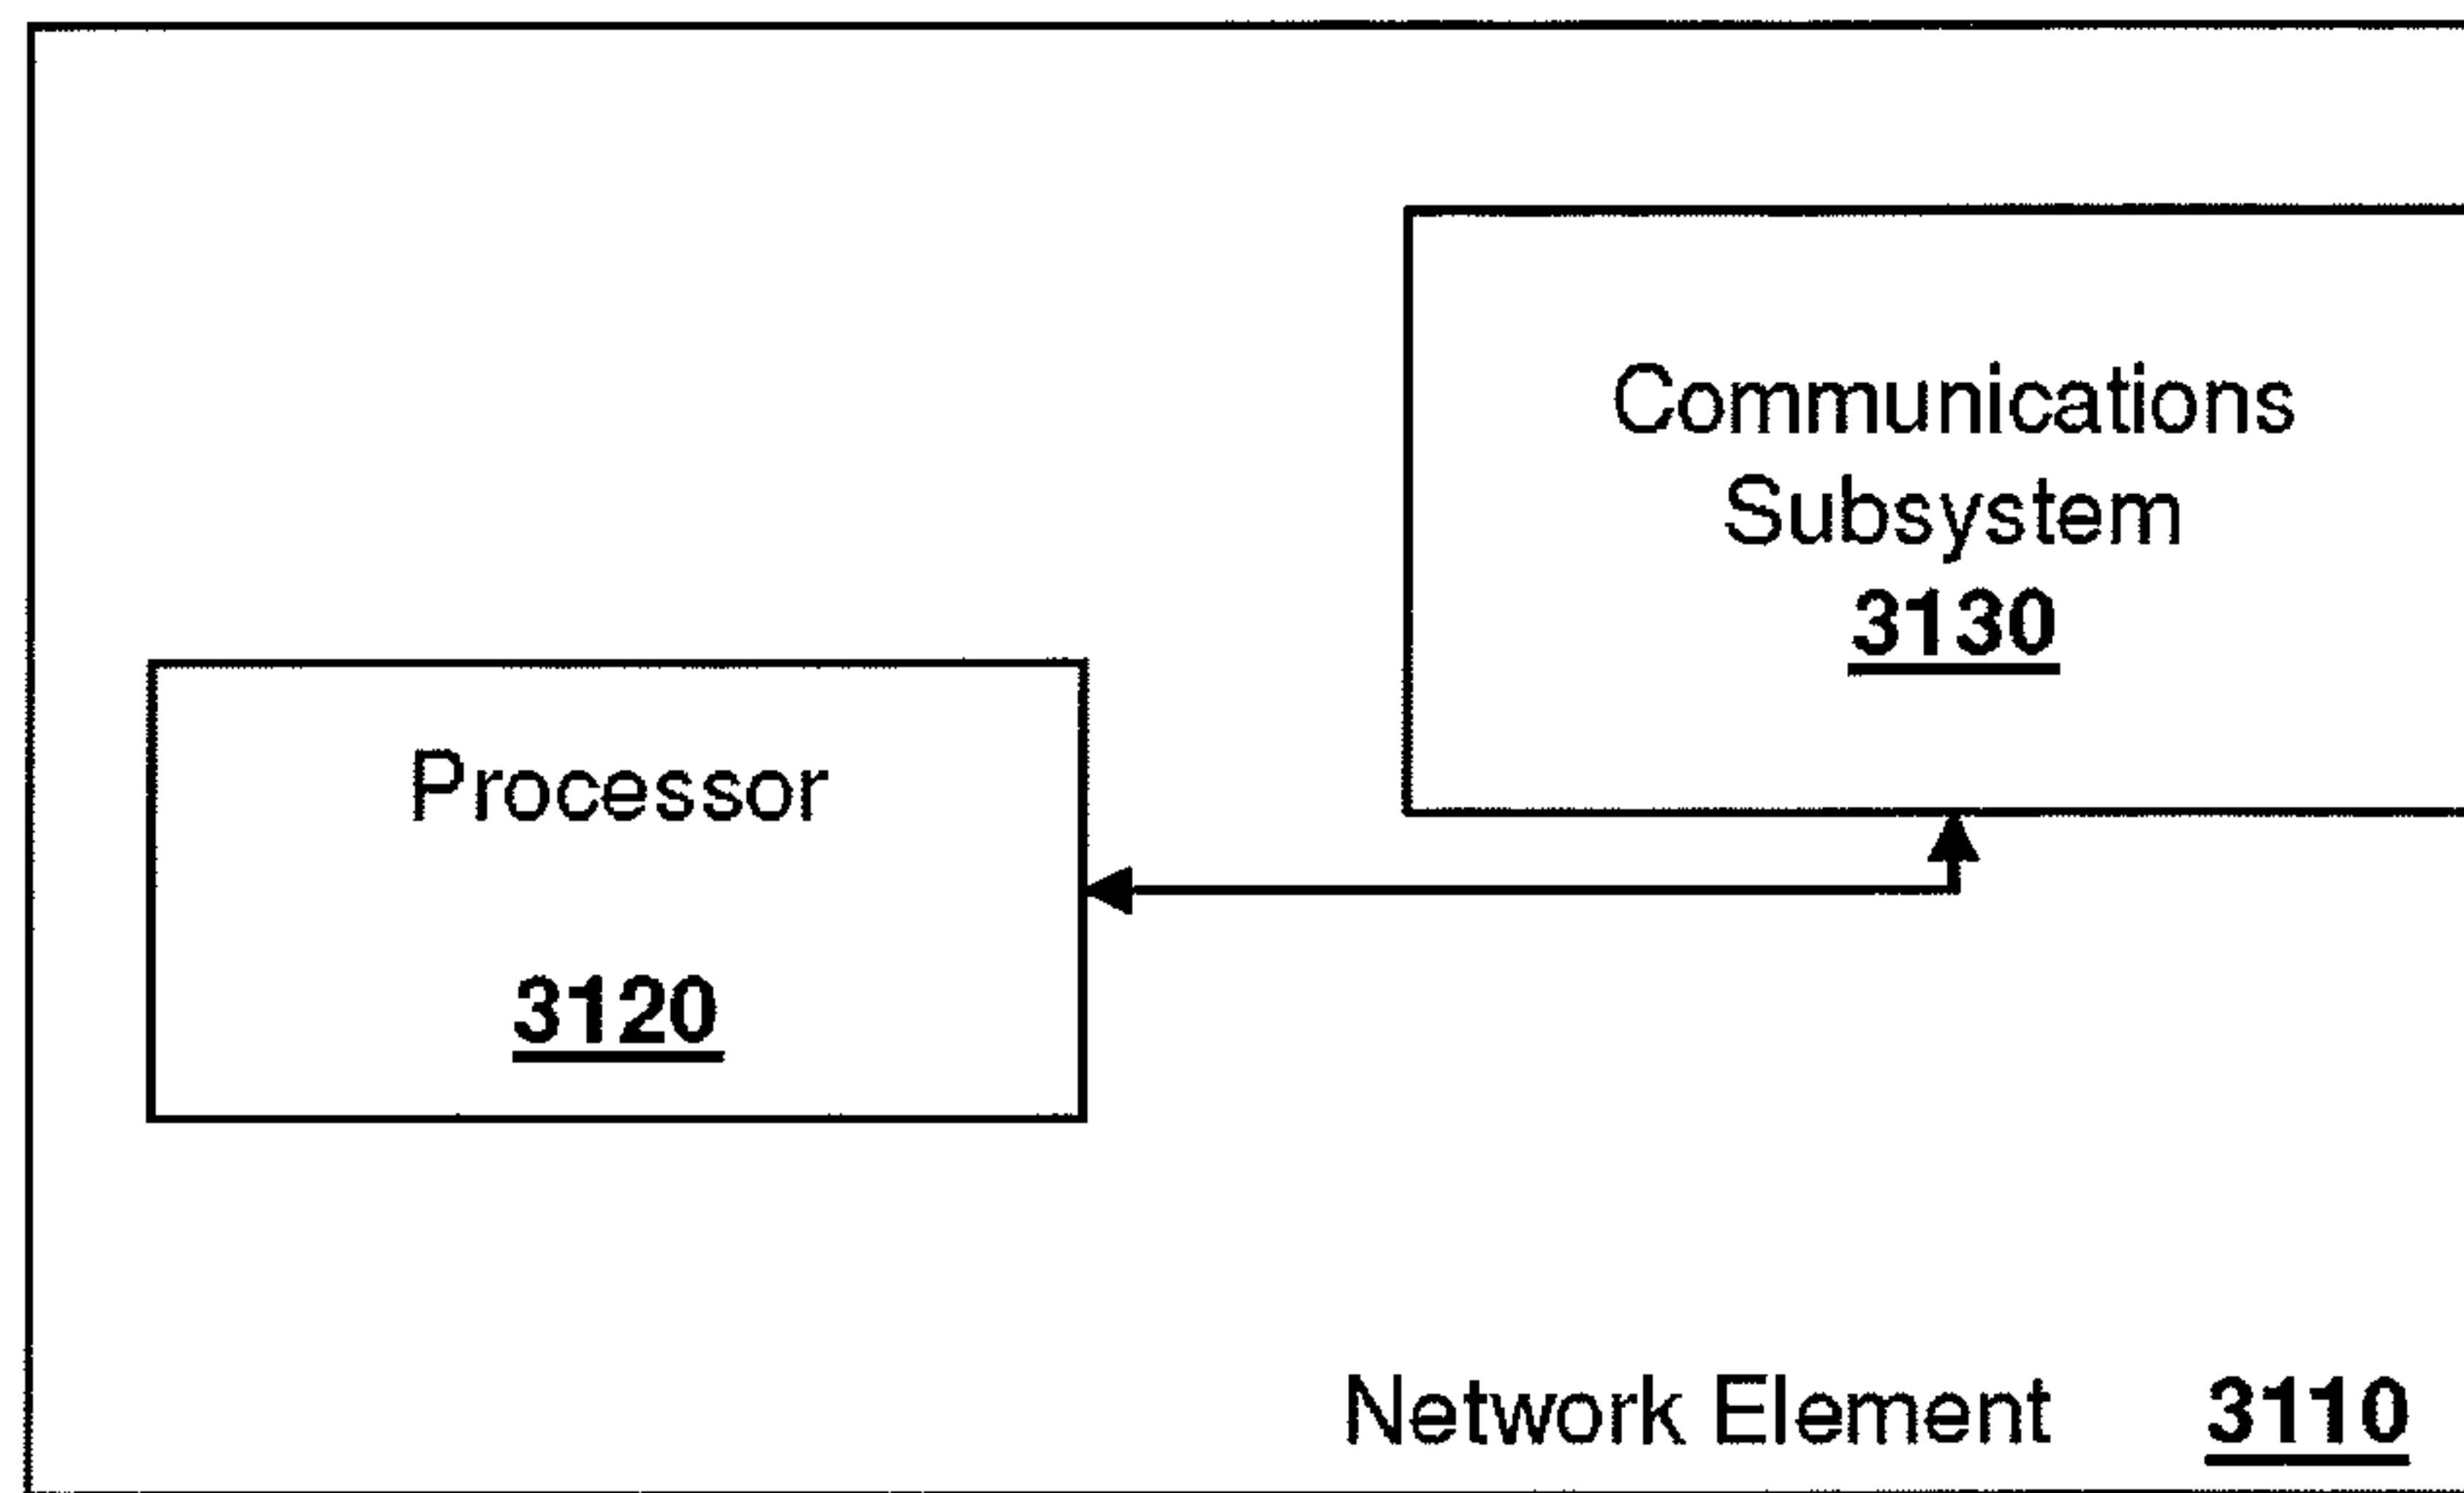 Communications
Subsystem
3130
Processor
3120
Network Element 3110